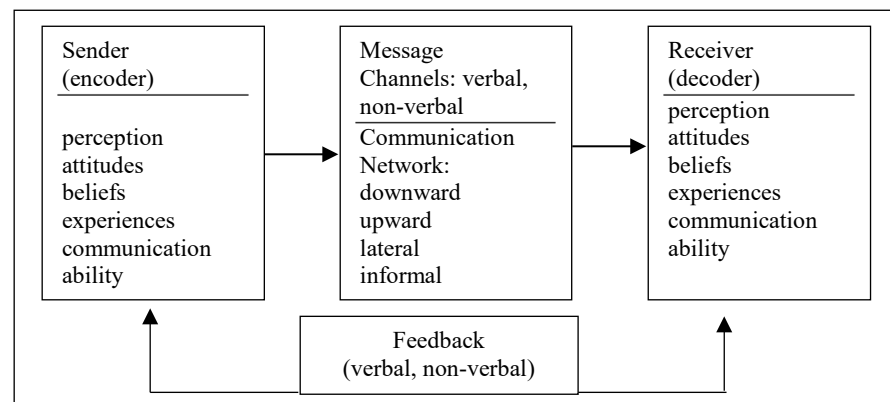 Sender
(encoder)
perception
attitudes
beliefs
experiences
communication
ability
Message
Channels: verbal,
non-verbal
Communication
Network:
downward
upward
lateral
informal
Receiver
(decoder)
perception
attitudes
beliefs
experiences
communication
ability
Feedback
(verbal, non-verbal)